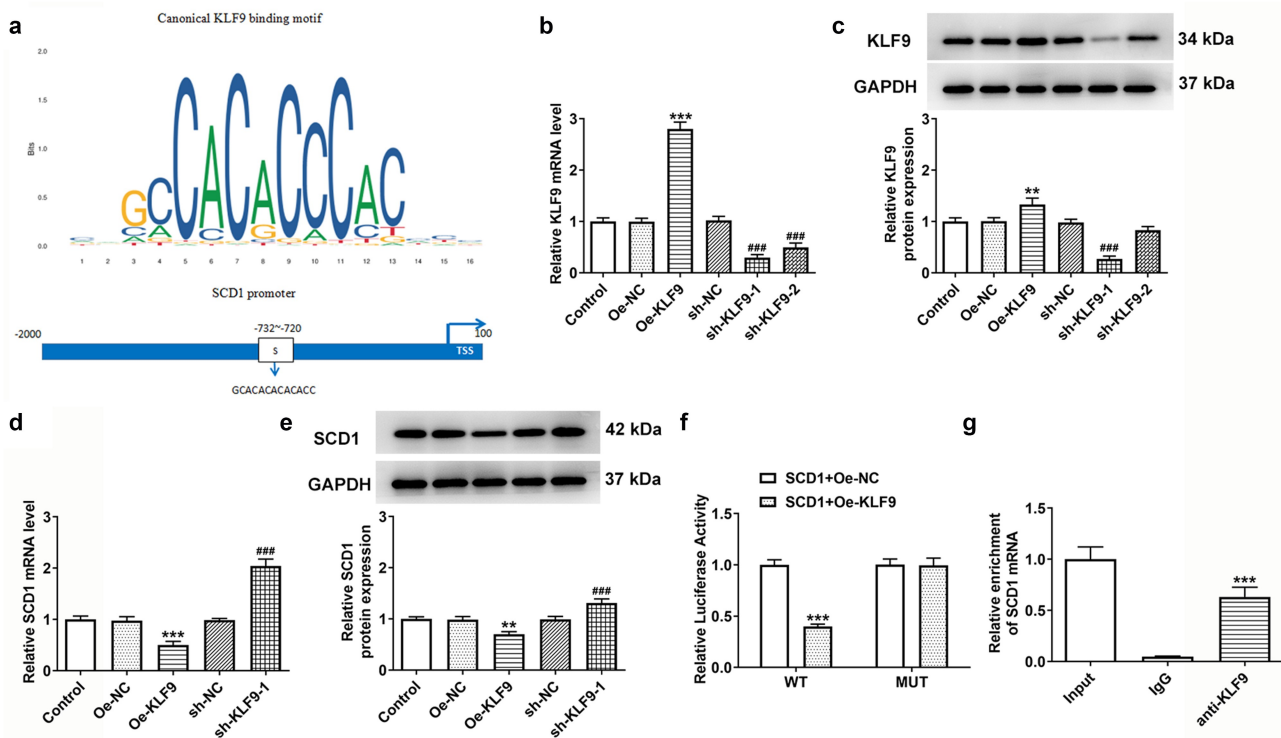 a
Canonical KLF9 binding motif
2.0
1.5
1.0
0.5
0.0
Bits
1 2 3 4 5 6 7 8 9 10 11 12 13 14 15 16
SCD1 promoter
-2000
-732~-720
100
S
TSS
GCACACACACACC
b
Relative KLF9 mRNA level
3
2
1
0
***
###
###
Control
Oe-NC
Oe-KLF9
sh-NC
sh-KLF9-1
sh-KLF9-2
c
KLF9
34 kDa
GAPDH
37 kDa
Relative KLF9
protein expression
3
2
1
0
**
###
Control
Oe-NC
Oe-KLF9
sh-NC
sh-KLF9-1
sh-KLF9-2
d
Relative SCD1 mRNA level
3
2
1
0
***
###
Control
Oe-NC
Oe-KLF9
sh-NC
sh-KLF9-1
e
SCD1
42 kDa
GAPDH
37 kDa
Relative SCD1
protein expression
3
2
1
0
**
###
Control
Oe-NC
Oe-KLF9
sh-NC
sh-KLF9-1
f
SCD1+Oe-NC
SCD1+Oe-KLF9
Relative Luciferase Activity
1.5
1.0
0.5
0.0
***
WT
MUT
g
Relative enrichment
of SCD1 mRNA
1.5
1.0
0.5
0.0
***
Input
IgG
anti-KLF9